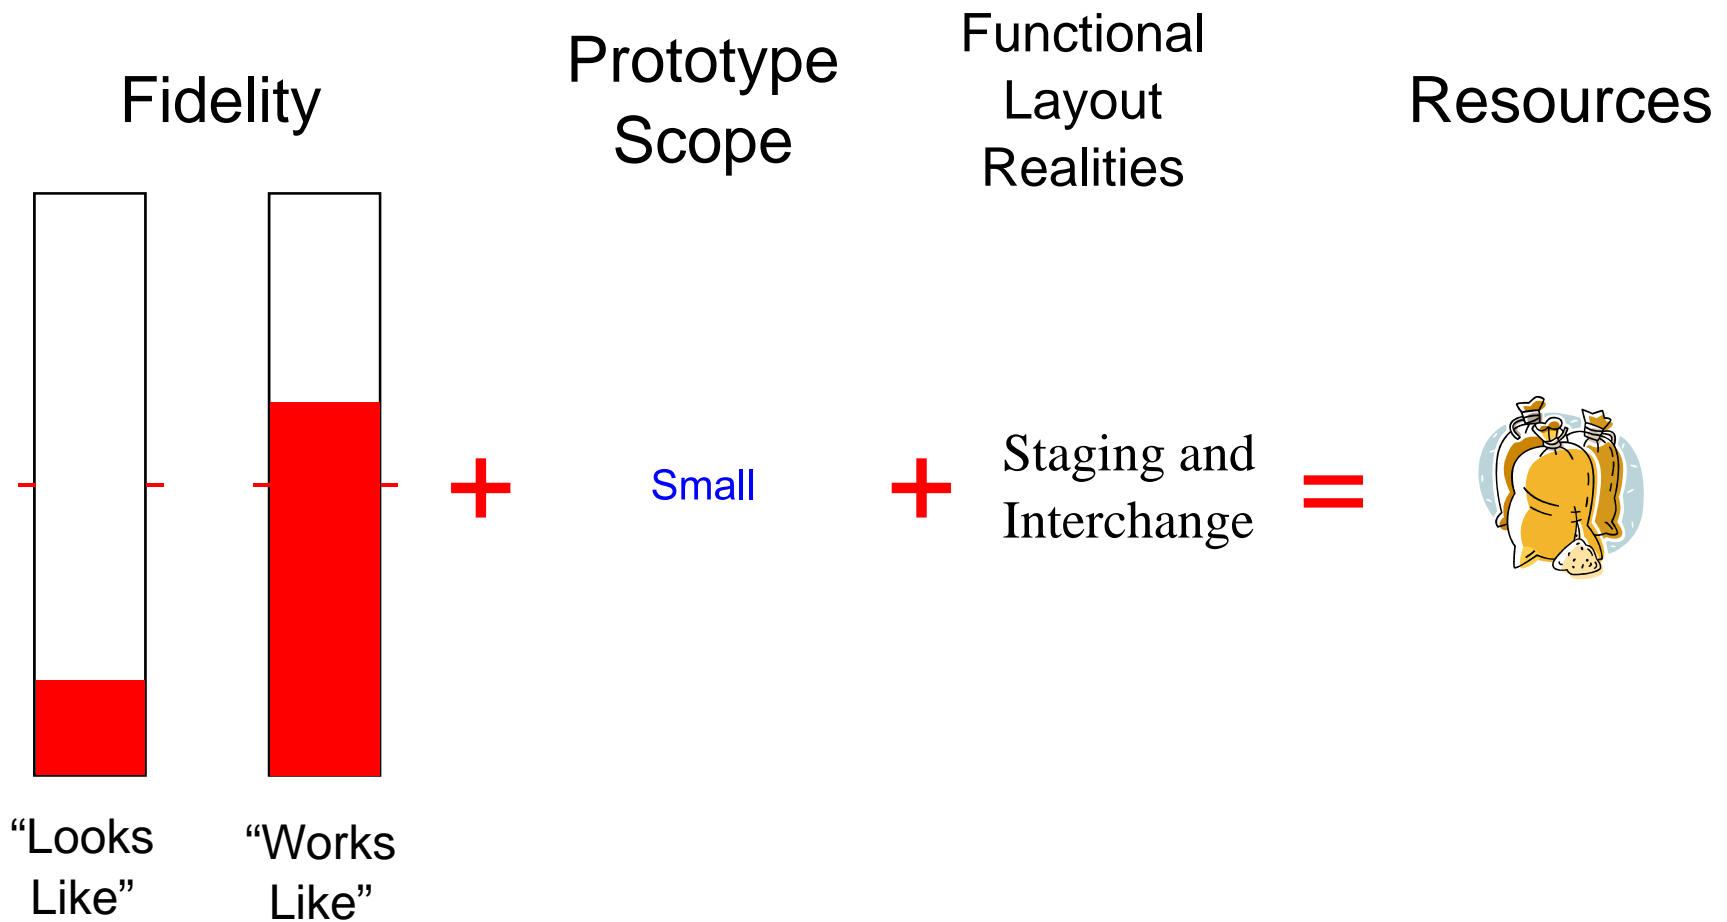 Fidelity
Prototype
Scope
Functional
Layout
Realities
Resources
+
Small
+
Staging and
Interchange
=
“Looks
Like”
“Works
Like”